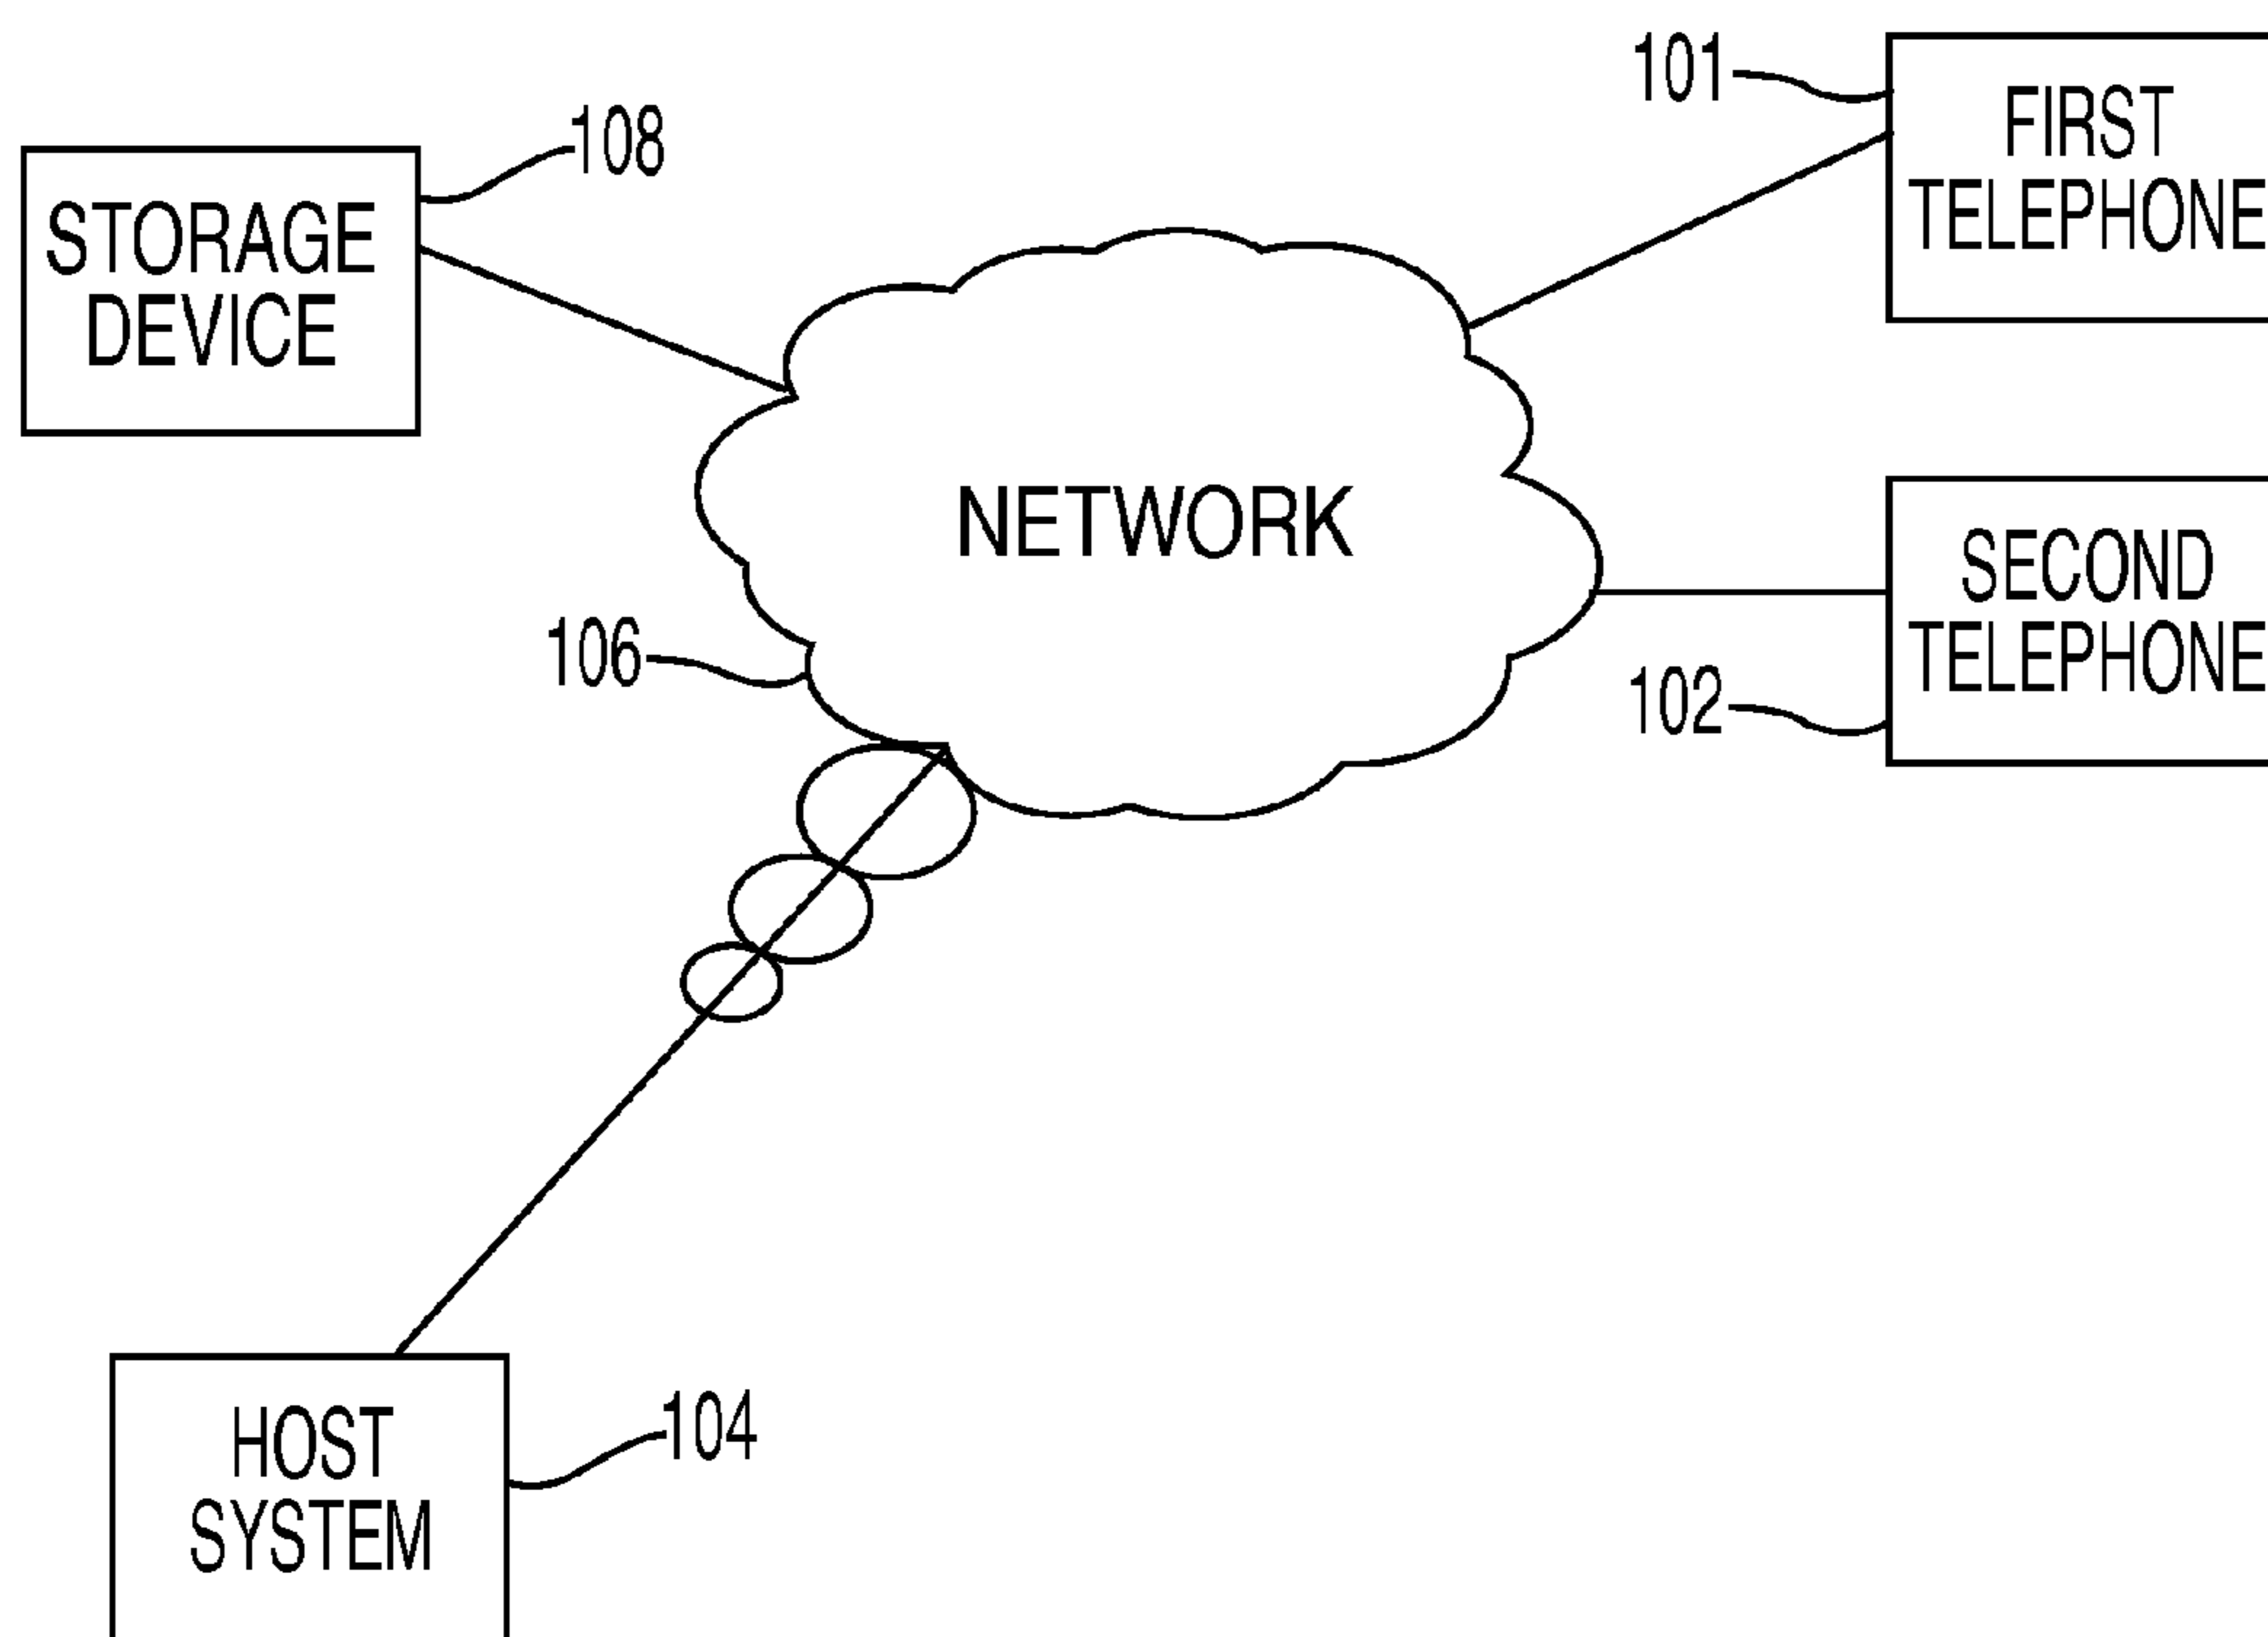 101
FIRST
TELEPHONE
108
STORAGE
DEVICE
NETWORK
SECOND
TELEPHONE
106
102
HOST
SYSTEM
104